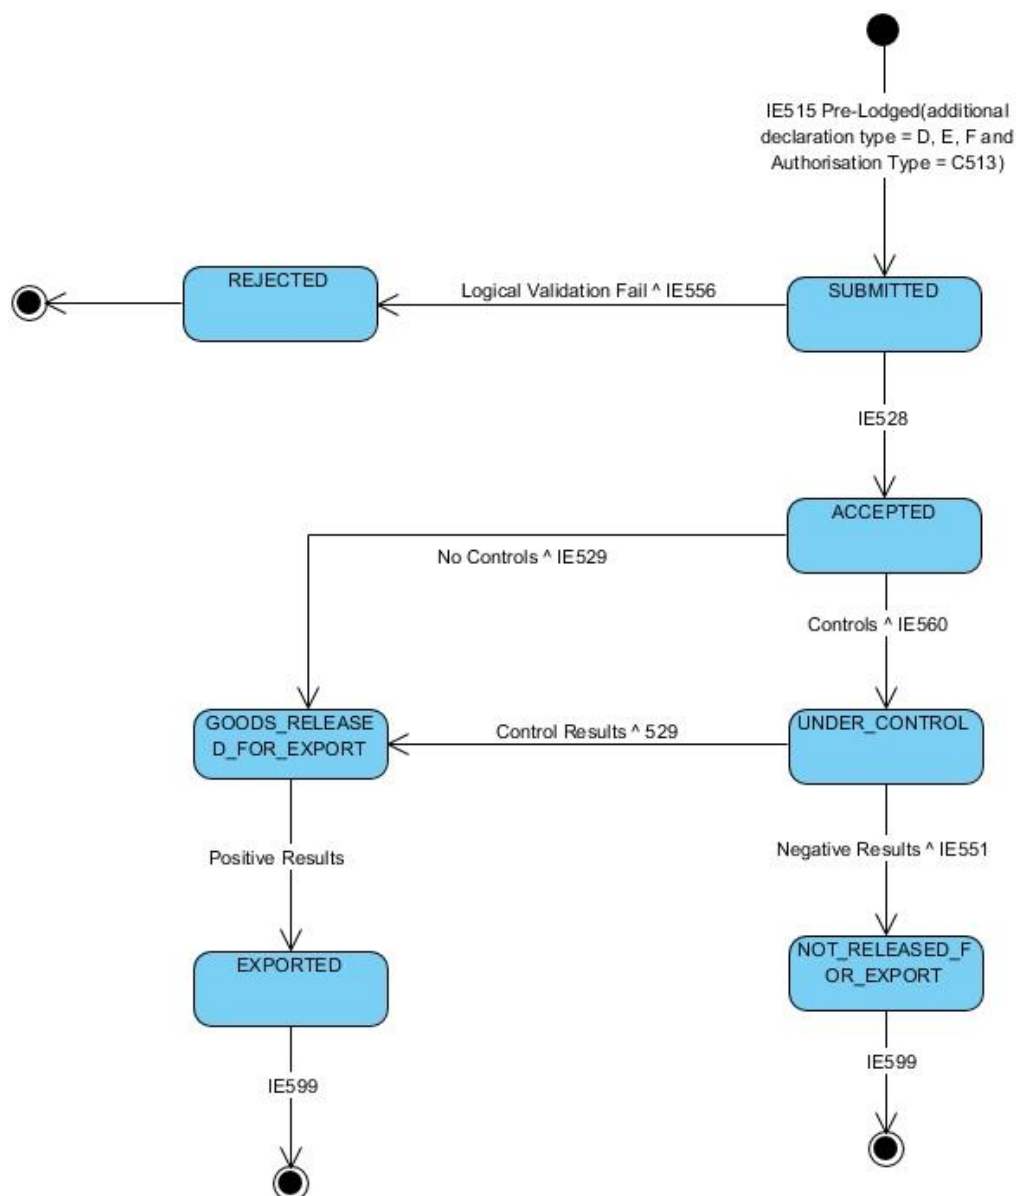 IE515 Pre-Lodged(additional
declaration type = D, E, F and
Authorisation Type = C513)
REJECTED
Logical Validation Fail ^ IE556
SUBMITTED
IE528
ACCEPTED
No Controls ^ IE529
Controls ^ IE560
GOODS_RELEASE
D_FOR_EXPORT
Control Results ^ 529
UNDER_CONTROL
Positive Results
Negative Results ^ IE551
EXPORTED
NOT_RELEASED_F
OR_EXPORT
IE599
IE599